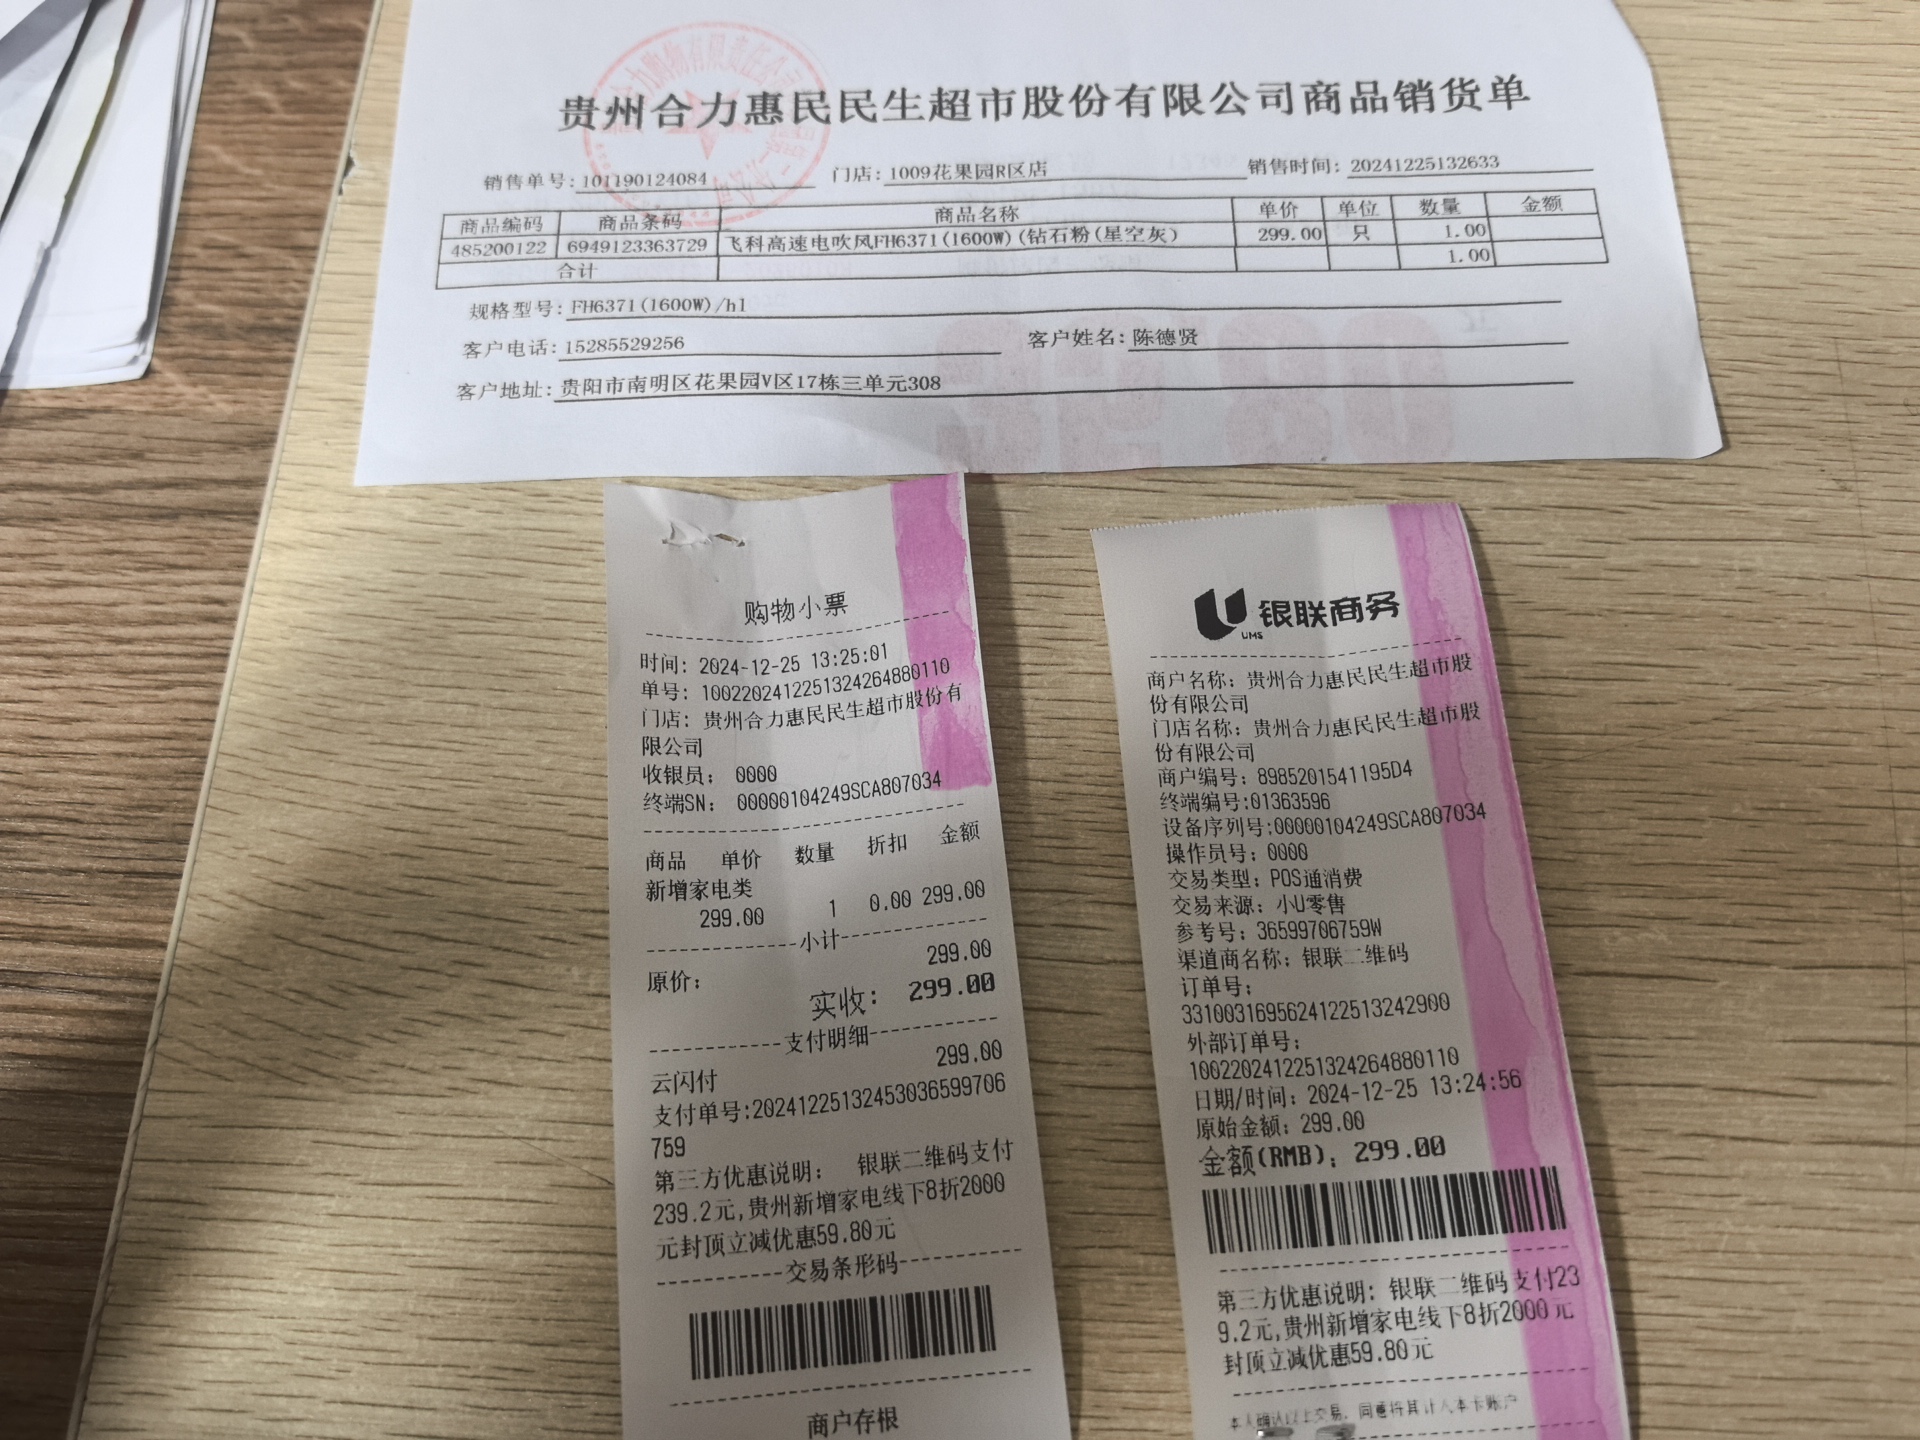 贵州合力惠民民生超市股份有限公司商品销货单
销售单号:101190124084 门店:1009花果园R区店 销售时间:20241225132633
商品编码 商品条码 商品名称 单价 单位 数量 金额
485200122 6949123363729 飞科高速电吹风FH6371(1600W)(钻石粉(星空灰) 299.00 只 1.00
合计 1.00
规格型号:FH6371(1600W)/hl
客户电话:15285529256 客户姓名:陈德贤
客户地址:贵阳市南明区花果园V区17栋三单元308
购物小票
时间: 2024-12-25 13:25:01
单号: 10022024122513242648801​10
门店: 贵州合力惠民民生超市股份有
限公司
收银员: 0000
终端SN: 00000104249SCA807034
商品 单价 数量 折扣 金额
新增家电类
299.00 1 0.00 299.00
小计
299.00
原价:
实收: 299.00
支付明细
299.00
云闪付
支付单号:202412251324530365997​06
759
第三方优惠说明: 银联二维码支付
239.2元,贵州新增家电线下8折2000
元封顶立减优惠59.80元
交易条形码
商户存根
UMS 银联商务
商户名称: 贵州合力惠民民生超市股
份有限公司
门店名称: 贵州合力惠民民生超市股
份有限公司
商户编号: 8985201541195D4
终端编号:01363596
设备序列号:00000104249SCA807034
操作员号: 0000
交易类型: POS通消费
交易来源: 小U零售
参考号: 36599706759W
渠道商名称: 银联二维码
订单号:
33100316956241225132429​00
外部订单号:
10022024122513242648801​10
日期/时间: 2024-12-25 13:24:56
原始金额: 299.00
金额(RMB): 299.00
第三方优惠说明: 银联二维码支付23
9.2元,贵州新增家电线下8折2000元
封顶立减优惠59.80元
本人确认以上交易, 同意将其计入本卡账户